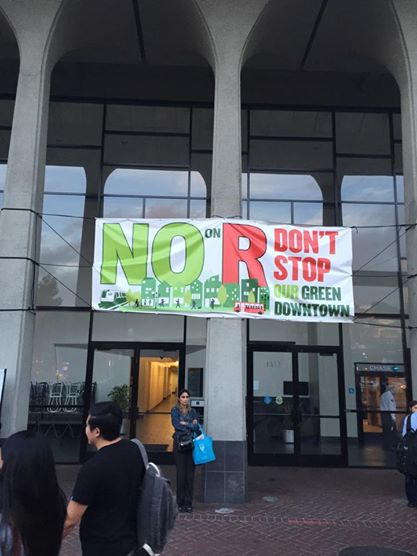 NO ON R DON'T
STOP
OUR GREEN
DOWNTOWN
CHASE